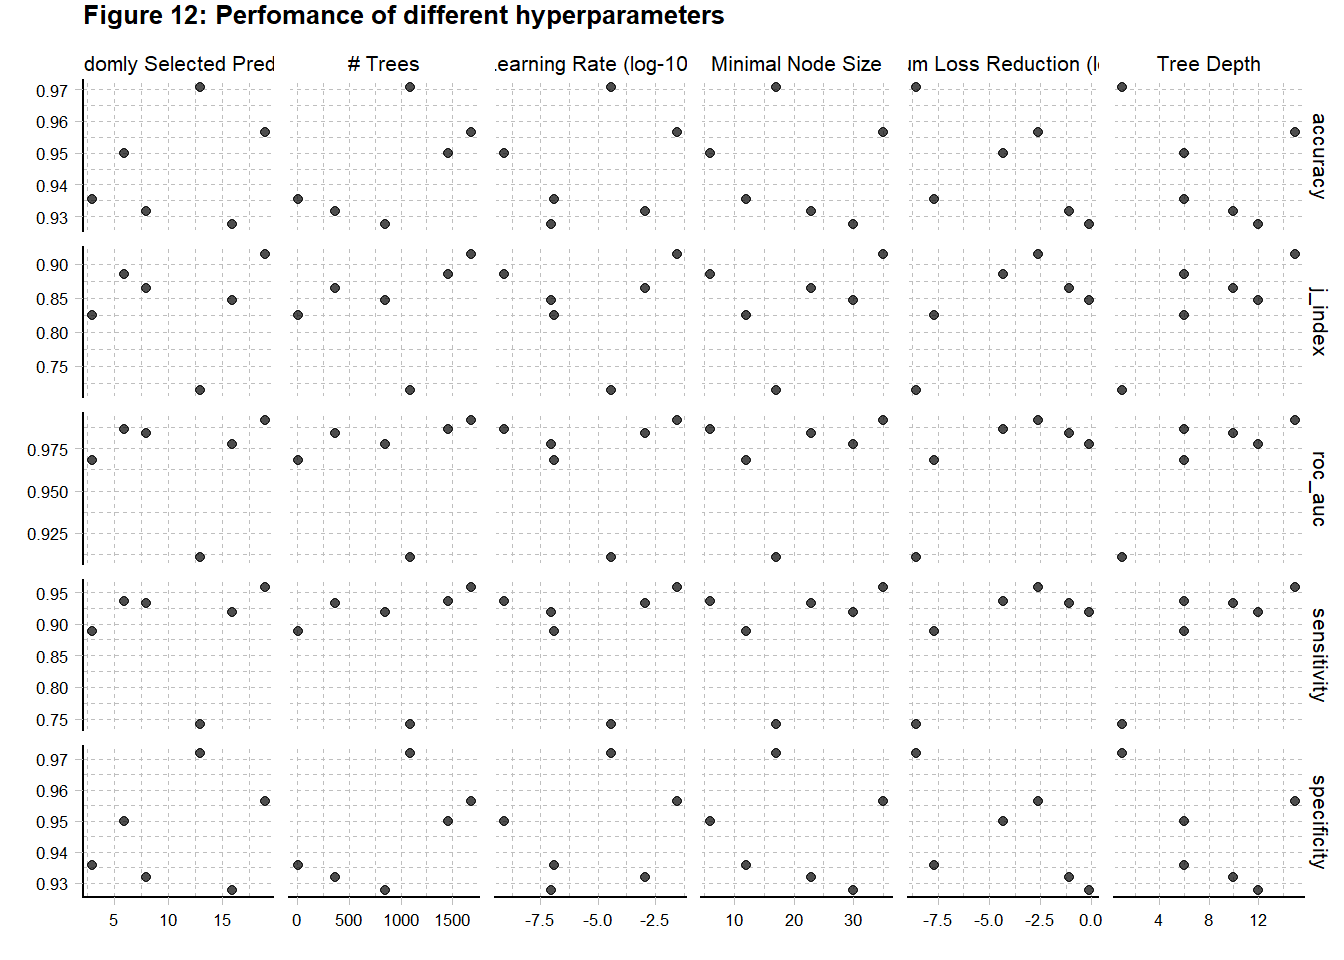 Figure 12: Perfomance of different hyperparameters
domly Selected Pred # Trees earning Rate (log-10 Minimal Node Size um Loss Reduction (l Tree Depth
0.97
0.96
0.95
0.94
0.93
accuracy
0.90
0.85
0.80
0.75
j_index
0.975
0.950
0.925
roc_auc
0.95
0.90
0.85
0.80
0.75
sensitivity
0.97
0.96
0.95
0.94
0.93
specificity
5 10 15 0 500 1000 1500 -7.5 -5.0 -2.5 10 20 30 -7.5 -5.0 -2.5 0.0 4 8 12